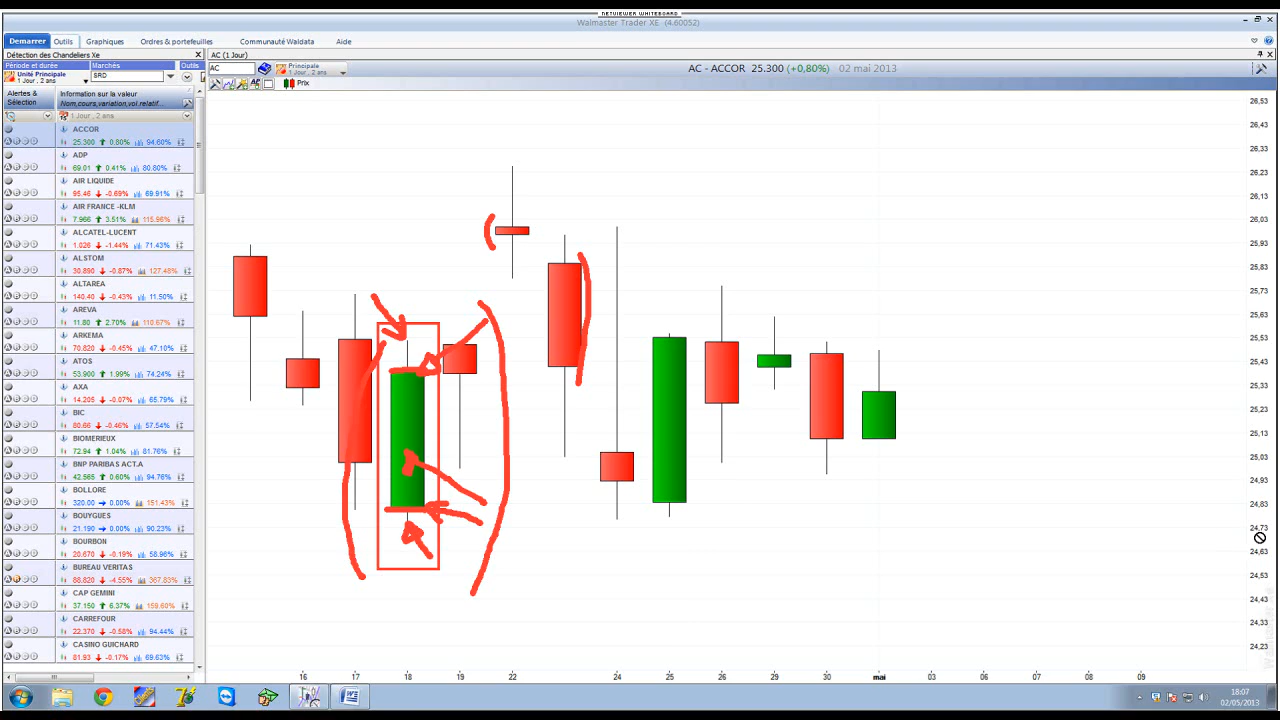 NETVIEWER WHITEBOARD
Walmaster Trader XE (4.60052)
Demarrer Outils Graphiques Ordres & portefeuilles Communauté Waldata Aide
Détection des Chandeliers Xe
AC (1 Jour)
Période et durée Marchés Outils
Unité Principale
1 Jour , 2 ans
SRD
AC
Principale
1 Jour , 2 ans
AC - ACCOR 25.300 (+0,80%) 02 mai 2013
Prix
Alertes & Sélection
Information sur la valeur
Nom,cours,variation,vol.relatif...
1 Jour , 2 ans
ACCOR
25.300 0.80% 94.60%
ADP
69.01 0.41% 80.80%
AIR LIQUIDE
95.46 -0.69% 69.91%
AIR FRANCE -KLM
7.966 3.51% 115.96%
ALCATEL-LUCENT
1.026 -1.44% 71.43%
ALSTOM
30.890 -0.87% 127.48%
ALTAREA
140.40 -0.43% 11.50%
AREVA
11.80 2.70% 110.67%
ARKEMA
70.820 -0.45% 47.10%
ATOS
53.900 1.99% 74.24%
AXA
14.205 -0.07% 65.79%
BIC
80.66 -0.46% 57.54%
BIOMERIEUX
72.94 1.04% 81.76%
BNP PARIBAS ACT.A
42.565 0.60% 94.76%
BOLLORE
320.00 0.00% 151.43%
BOUYGUES
21.190 0.00% 90.23%
BOURBON
20.670 -0.19% 58.96%
BUREAU VERITAS
88.820 -4.55% 367.83%
CAP GEMINI
37.150 6.37% 159.60%
CARREFOUR
22.370 -0.58% 94.44%
CASINO GUICHARD
81.93 -0.17% 69.63%
26,53
26,43
26,33
26,23
26,13
26,03
25,93
25,83
25,73
25,63
25,53
25,43
25,33
25,23
25,13
25,03
24,93
24,83
24,73
24,63
24,53
24,43
24,33
24,23
16 17 18 19 22 24 25 26 29 30 mai 03 06 07 08 09
18:07
02/05/2013